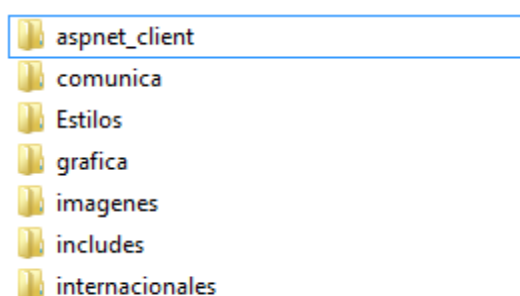 aspnet_client
comunica
Estilos
grafica
imagenes
includes
internacionales